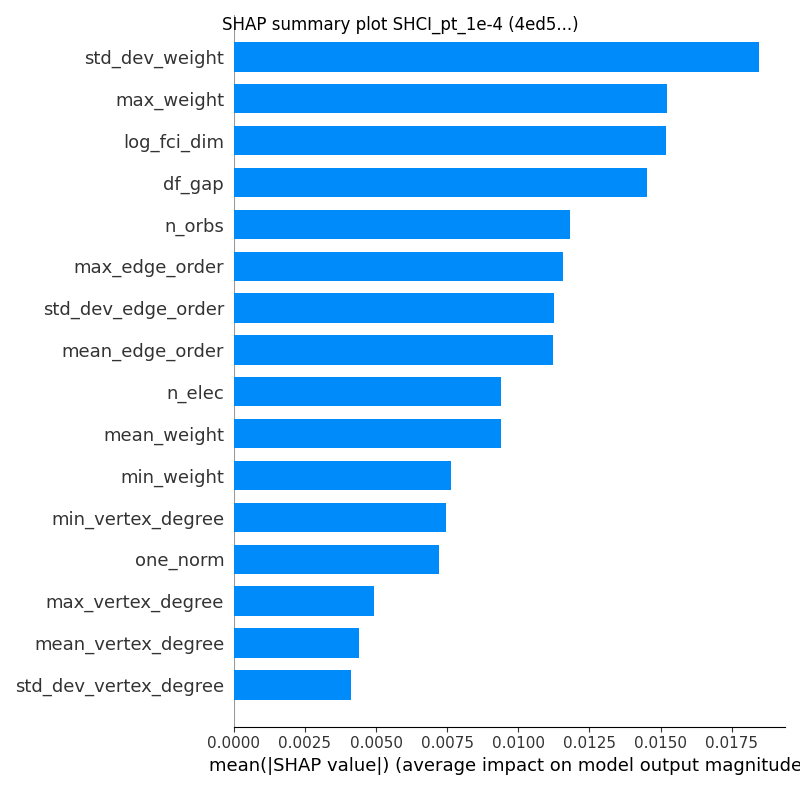 SHAP summary plot SHCI_pt_1e-4 (4ed5...)
std_dev_weight
max_weight
log_fci_dim
df_gap
n_orbs
max_edge_order
std_dev_edge_order
mean_edge_order
n_elec
mean_weight
min_weight
min_vertex_degree
one_norm
max_vertex_degree
mean_vertex_degree
std_dev_vertex_degree
0.0000 0.0025 0.0050 0.0075 0.0100 0.0125 0.0150 0.0175
mean(|SHAP value|) (average impact on model output magnitude